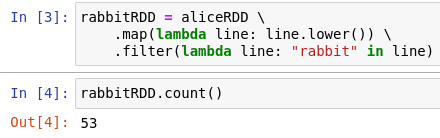 In [3]: rabbitRDD = aliceRDD \
.map(lambda line: line.lower()) \
.filter(lambda line: "rabbit" in line)
In [4]: rabbitRDD.count()
Out[4]: 53